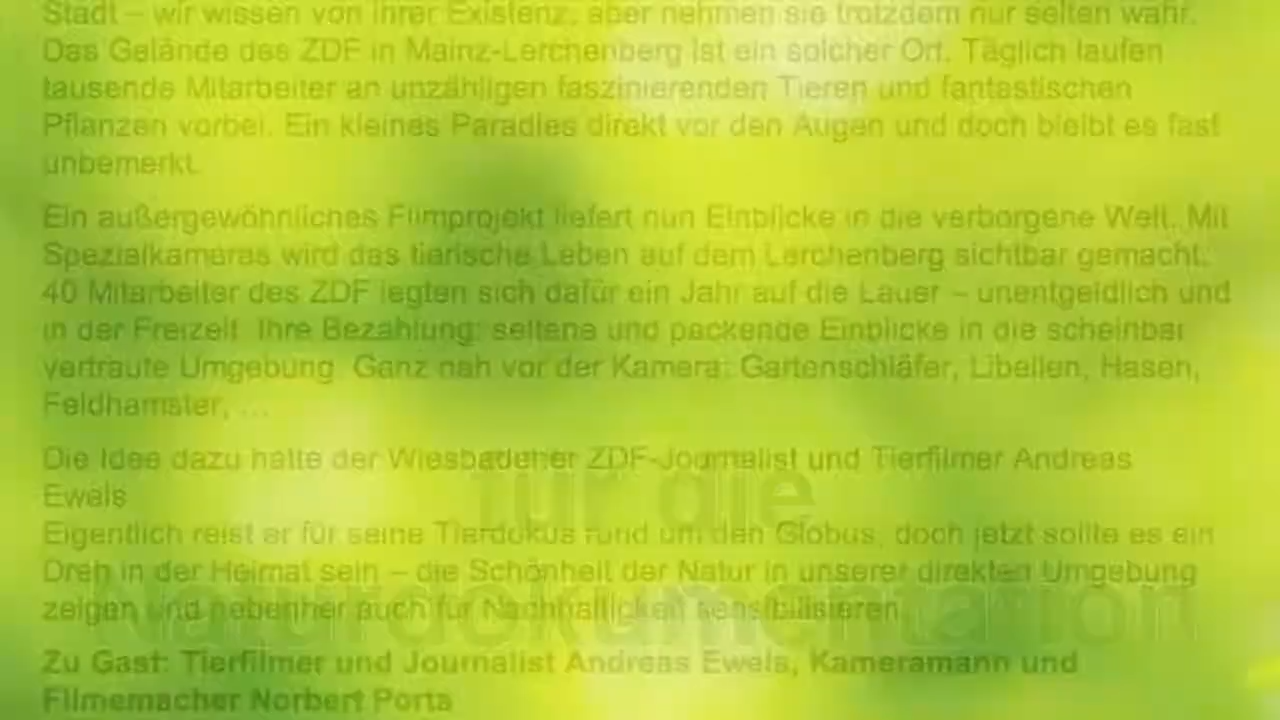 Stadt – wir wissen von ihrer Existenz, aber nehmen sie trotzdem nur selten wahr.
Das Gelände des ZDF in Mainz-Lerchenberg ist ein solcher Ort. Täglich laufen
tausende Mitarbeiter an unzähligen faszinierenden Tieren und fantastischen
Pflanzen vorbei. Ein kleines Paradies direkt vor den Augen und doch bleibt es fast
unbemerkt.
Ein außergewöhnliches Filmprojekt liefert nun Einblicke in die verborgene Welt. Mit
Spezialkameras wird das tierische Leben auf dem Lerchenberg sichtbar gemacht.
40 Mitarbeiter des ZDF legten sich dafür ein Jahr auf die Lauer – unentgeldlich und
in der Freizeit. Ihre Bezahlung: seltene und packende Einblicke in die scheinbar
vertraute Umgebung. Ganz nah vor der Kamera: Gartenschläfer, Libellen, Hasen,
Feldhamster, ...
Die Idee dazu hatte der Wiesbadener ZDF-Journalist und Tierfilmer Andreas
Ewels
für die
Eigentlich reist er für seine Tierdokus rund um den Globus, doch jetzt sollte es ein
Dreh in der Heimat sein – die Schönheit der Natur in unserer direkten Umgebung
zeigen und nebenher auch für Nachhaltigkeit sensibilisieren.
Naturdokumentation
Zu Gast: Tierfilmer und Journalist Andreas Ewels, Kameramann und
Filmemacher Norbert Porta